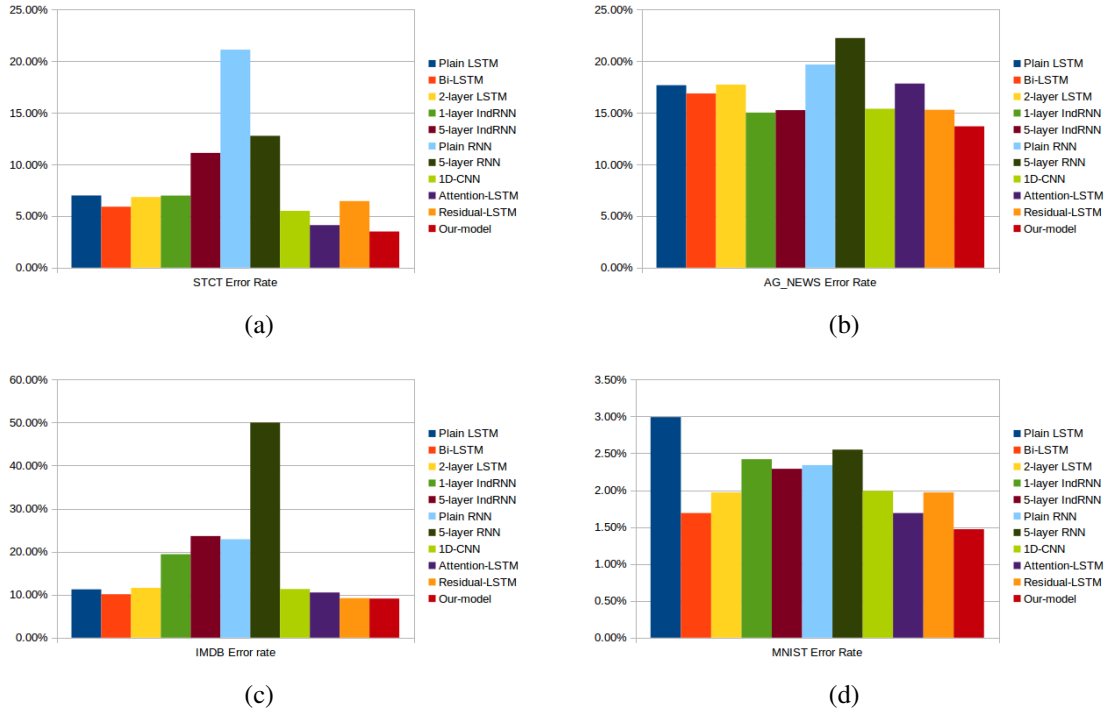 25.00%
20.00%
15.00%
10.00%
5.00%
0.00%
STCT Error Rate
Plain LSTM
Bi-LSTM
2-layer LSTM
1-layer IndRNN
5-layer IndRNN
Plain RNN
5-layer RNN
1D-CNN
Attention-LSTM
Residual-LSTM
Our-model
(a)
25.00%
20.00%
15.00%
10.00%
5.00%
0.00%
AG_NEWS Error Rate
Plain LSTM
Bi-LSTM
2-layer LSTM
1-layer IndRNN
5-layer IndRNN
Plain RNN
5-layer RNN
1D-CNN
Attention-LSTM
Residual-LSTM
Our-model
(b)
60.00%
50.00%
40.00%
30.00%
20.00%
10.00%
0.00%
IMDB Error rate
Plain LSTM
Bi-LSTM
2-layer LSTM
1-layer IndRNN
5-layer IndRNN
Plain RNN
5-layer RNN
1D-CNN
Attention-LSTM
Residual-LSTM
Our-model
(c)
3.50%
3.00%
2.50%
2.00%
1.50%
1.00%
0.50%
0.00%
MNIST Error Rate
Plain LSTM
Bi-LSTM
2-layer LSTM
1-layer IndRNN
5-layer IndRNN
Plain RNN
5-layer RNN
1D-CNN
Attention-LSTM
Residual-LSTM
Our-model
(d)